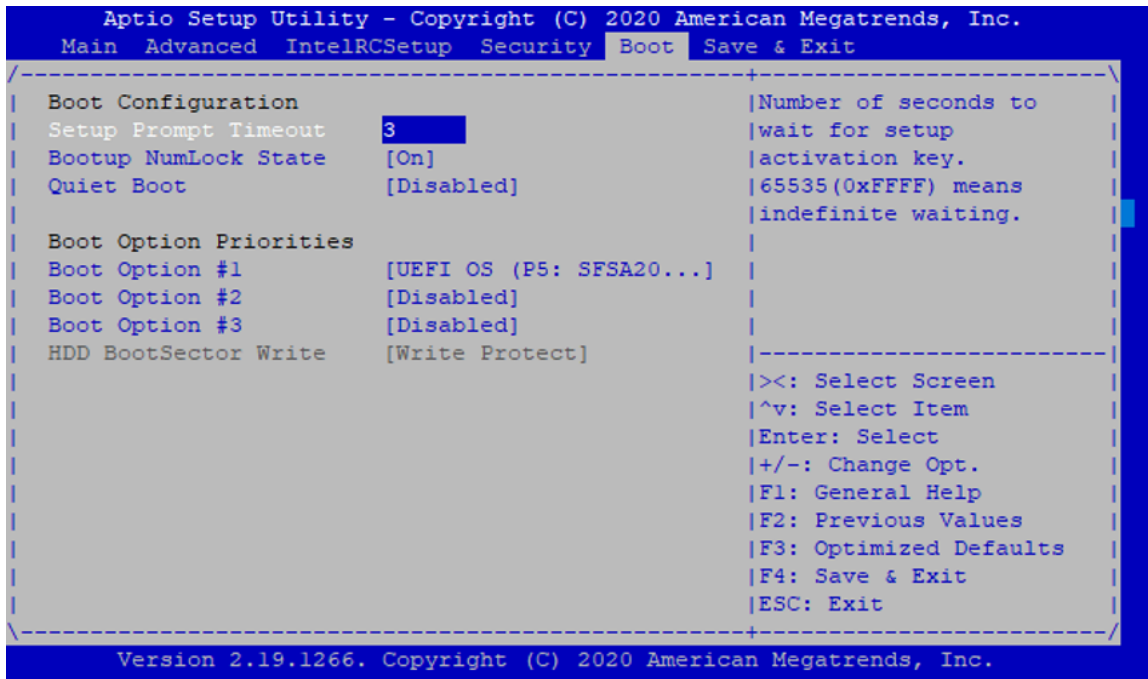 Aptio Setup Utility - Copyright (C) 2020 American Megatrends, Inc.
Main Advanced IntelRCSetup Security Boot Save & Exit
/----------------------------------------------------+-------------------------\
| Boot Configuration |Number of seconds to |
| Setup Prompt Timeout 3 |wait for setup |
| Bootup NumLock State [On] |activation key. |
| Quiet Boot [Disabled] |65535(0xFFFF) means |
| |indefinite waiting. |
| Boot Option Priorities | |
| Boot Option #1 [UEFI OS (P5: SFSA20...] | |
| Boot Option #2 [Disabled] | |
| Boot Option #3 [Disabled] | |
| HDD BootSector Write [Write Protect] |-------------------------|
| |><: Select Screen |
| |^v: Select Item |
| |Enter: Select |
| |+/-: Change Opt. |
| |F1: General Help |
| |F2: Previous Values |
| |F3: Optimized Defaults |
| |F4: Save & Exit |
| |ESC: Exit |
\----------------------------------------------------+-------------------------/
Version 2.19.1266. Copyright (C) 2020 American Megatrends, Inc.